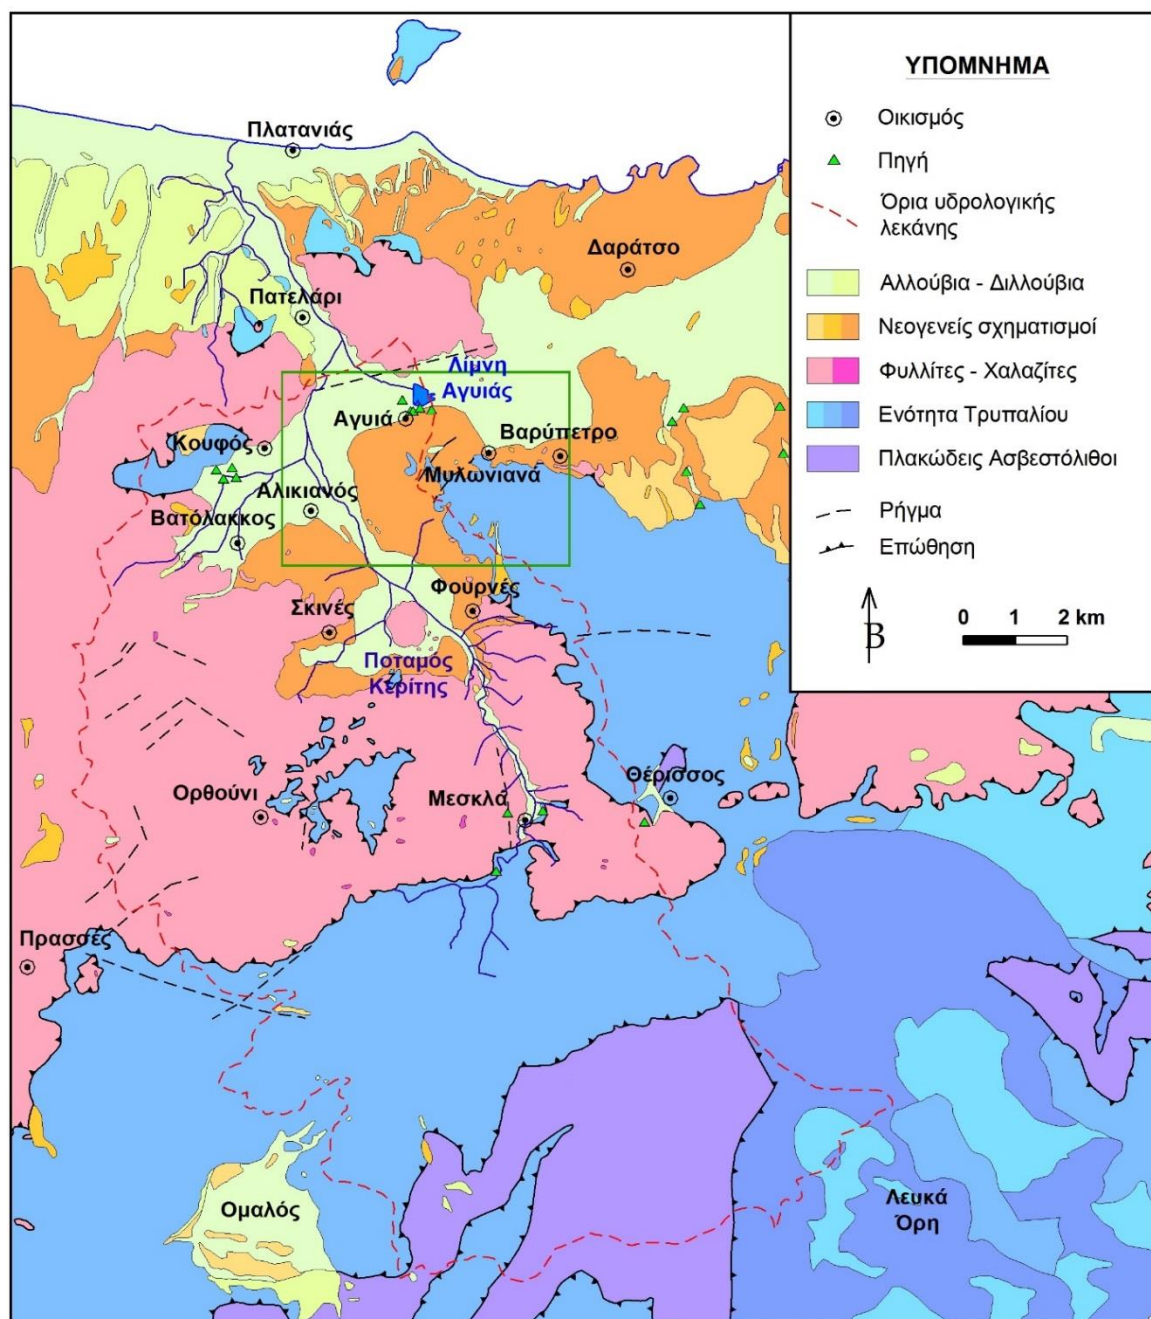 ΥΠΟΜΝΗΜΑ
Οικισμός
Πηγή
Όρια υδρολογικής
λεκάνης
Αλλούβια - Διλλούβια
Νεογενείς σχηματισμοί
Φυλλίτες - Χαλαζίτες
Ενότητα Τρυπαλίου
Πλακώδεις Ασβεστόλιθοι
Ρήγμα
Επώθηση
Β
0 1 2 km
Πλατανιάς
Δαράτσο
Πατελάρι
Λίμνη
Αγυιάς
Αγυιά
Κουφός
Βαρύπετρο
Μυλωνιανά
Αλικιανός
Βατόλακκος
Φουρνές
Σκινές
Ποταμός
Κερίτης
Θέρισσος
Ορθούνι
Μεσκλά
Πρασσές
Ομαλός
Λευκά
Όρη